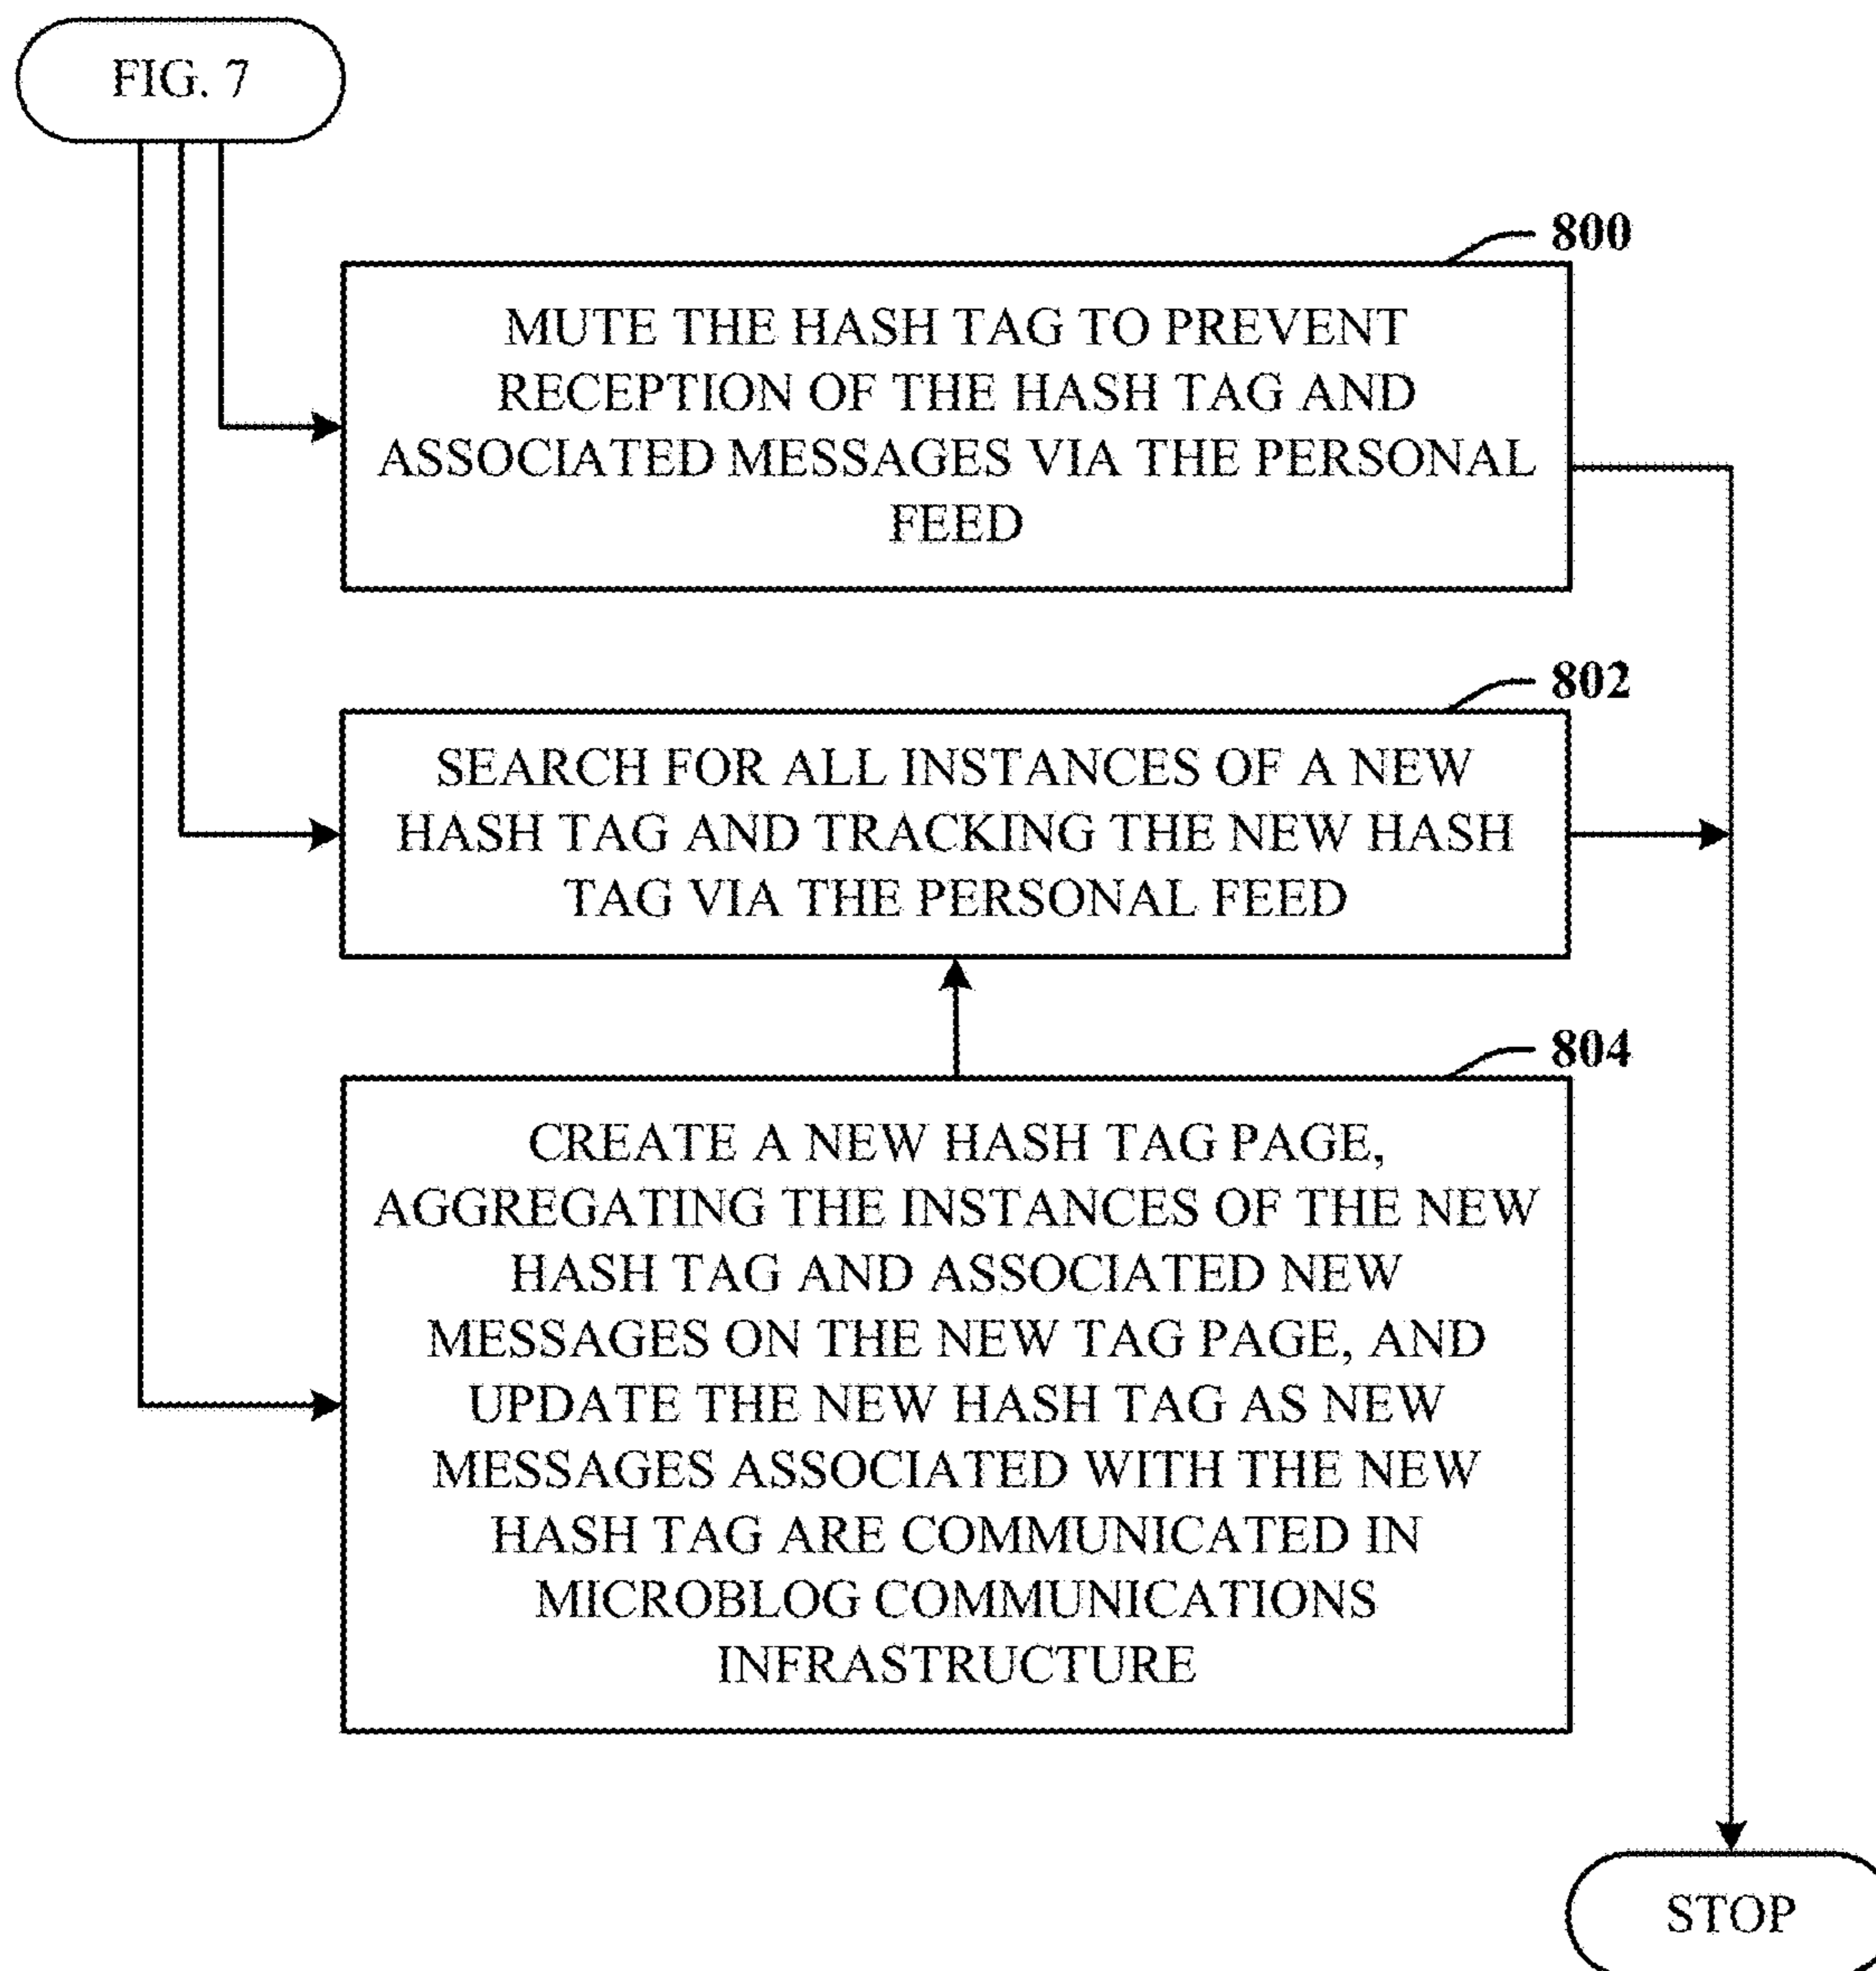 FIG. 7
800
MUTE THE HASH TAG TO PREVENT
RECEPTION OF THE HASH TAG AND
ASSOCIATED MESSAGES VIA THE PERSONAL
FEED
802
SEARCH FOR ALL INSTANCES OF A NEW
HASH TAG AND TRACKING THE NEW HASH
TAG VIA THE PERSONAL FEED
804
CREATE A NEW HASH TAG PAGE,
AGGREGATING THE INSTANCES OF THE NEW
HASH TAG AND ASSOCIATED NEW
MESSAGES ON THE NEW TAG PAGE, AND
UPDATE THE NEW HASH TAG AS NEW
MESSAGES ASSOCIATED WITH THE NEW
HASH TAG ARE COMMUNICATED IN
MICROBLOG COMMUNICATIONS
INFRASTRUCTURE
STOP